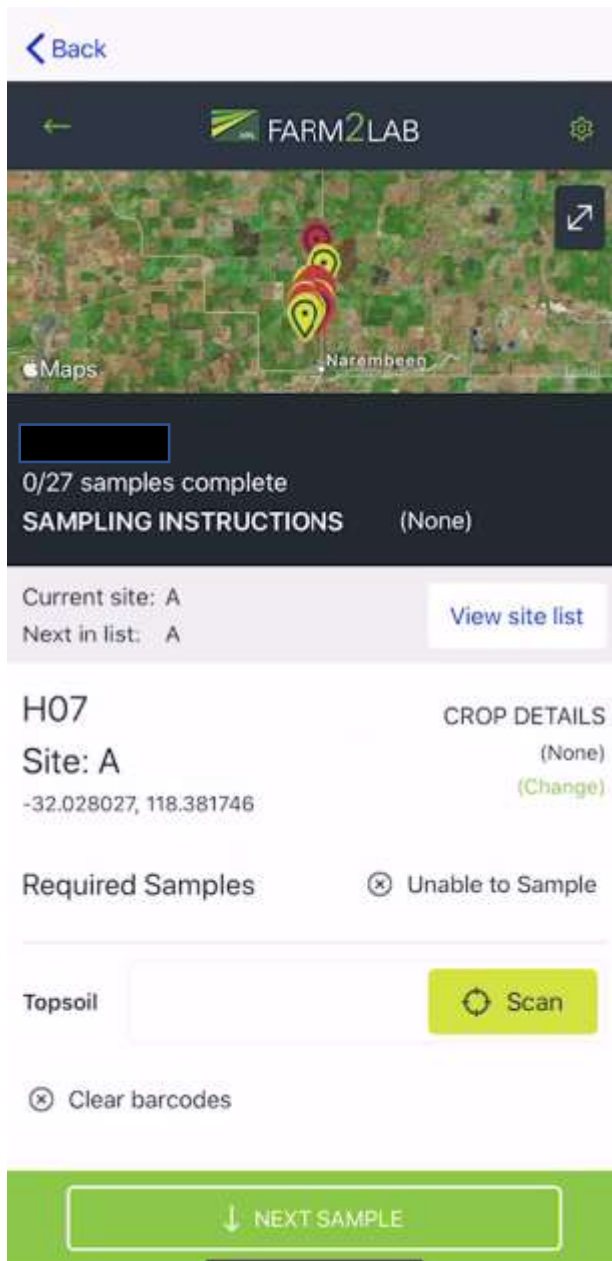 Back
FARM2LAB
Narembeen
Maps
0/27 samples complete
SAMPLING INSTRUCTIONS (None)
Current site: A
Next in list: A
View site list
H07
Site: A
-32.028027, 118.381746
CROP DETAILS
(None)
(Change)
Required Samples
Unable to Sample
Topsoil
Scan
Clear barcodes
NEXT SAMPLE